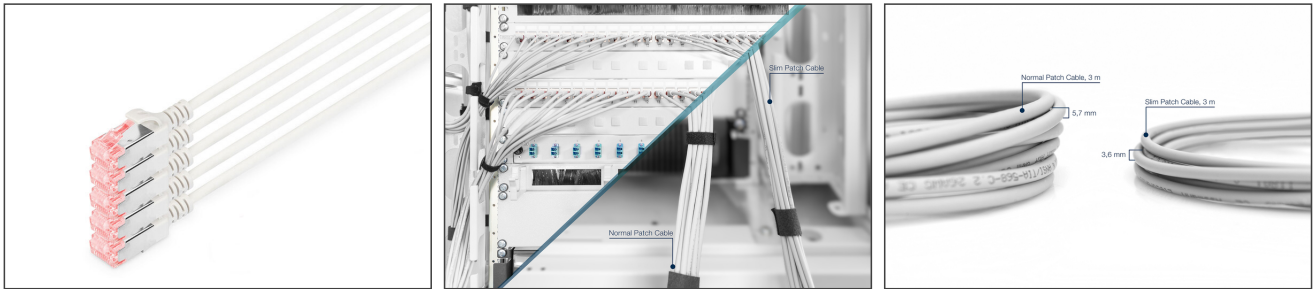 Slim Patch Cable
Normal Patch Cable
Normal Patch Cable, 3 m
5,7 mm
Slim Patch Cable, 3 m
3,6 mm